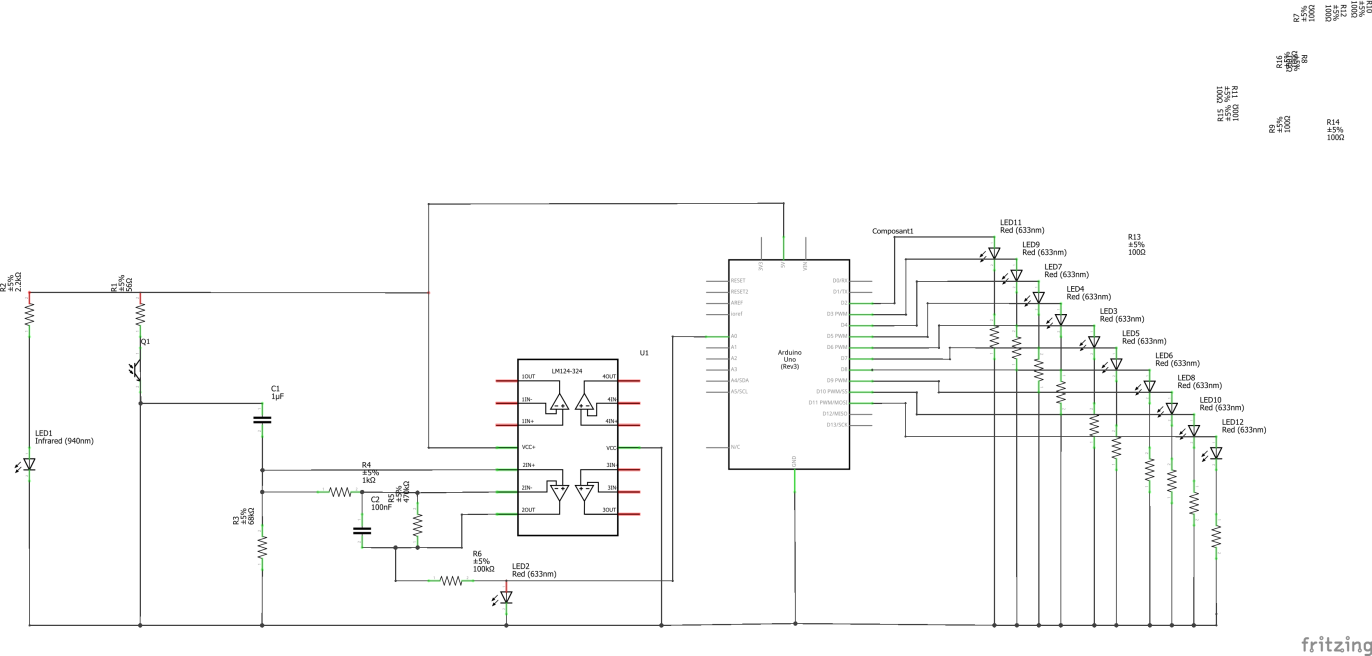 R10
±5%
100Ω
R12
±5%
100Ω
R7
±5%
100Ω
R8
R16
±5%
R11
±5%
100Ω
R15
±5%
100Ω
R9
±5%
100Ω
R14
±5%
100Ω
R13
±5%
100Ω
LED11
Red (633nm)
LED9
Red (633nm)
LED7
Red (633nm)
LED4
Red (633nm)
LED3
Red (633nm)
LED5
Red (633nm)
LED6
Red (633nm)
LED8
Red (633nm)
LED10
Red (633nm)
LED12
Red (633nm)
Composant1
3V3
5V
VIN
RESET
RESET2
AREF
ioref
A0
A1
A2
A3
A4/SDA
A5/SCL
N/C
D0/RX
D1/TX
D2
D3 PWM
D4
D5 PWM
D6 PWM
D7
D8
D9 PWM
D10 PWM/SS
D11 PWM/MOSI
D12/MISO
D13/SCK
GND
Arduino
Uno
(Rev3)
R2
±5%
2.2kΩ
R1
±5%
56Ω
Q1
C1
1µF
LED1
Infrared (940nm)
R4
±5%
1kΩ
C2
100nF
R5
±5%
470kΩ
R3
±5%
68kΩ
R6
±5%
100kΩ
LED2
Red (633nm)
U1
LM124-324
1OUT
1IN-
1IN+
VCC+
2IN+
2IN-
2OUT
4OUT
4IN-
4IN+
VCC
3IN+
3IN-
3OUT
fritzing